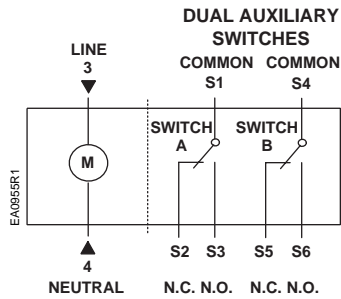 DUAL AUXILIARY
SWITCHES
LINE
3
COMMON COMMON
S1 S4
SWITCH
A
SWITCH
B
M
EA0955R1
4
NEUTRAL
S2 S3 S5 S6
N.C. N.O. N.C. N.O.